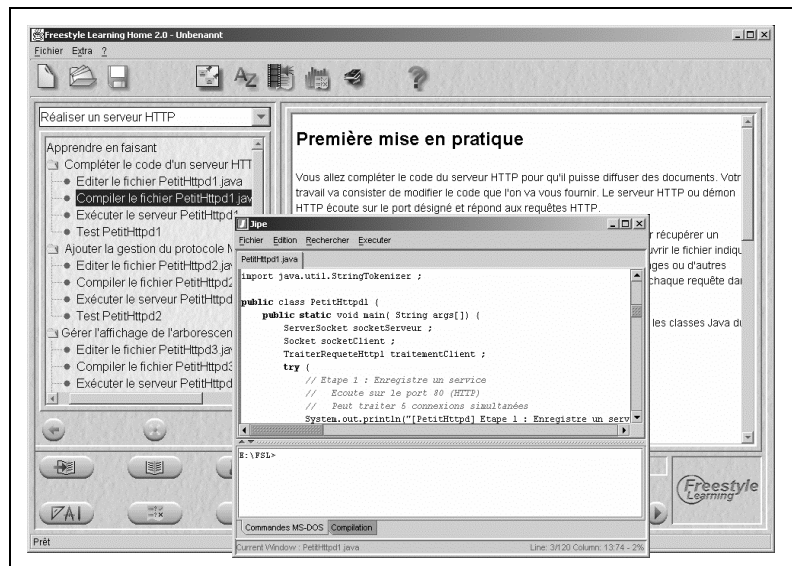 Freestyle Learning Home 2.0 - Unbenannt
Fichier Extra ?
Réaliser un serveur HTTP
Apprendre en faisant
Compléter le code d'un serveur HTT
Editer le fichier PetitHttpd1.java
Compiler le fichier PetitHttpd1.jav
Exécuter le serveur PetitHttpd1
Test PetitHttpd1
Ajouter la gestion du protocole M
Editer le fichier PetitHttpd2.jav
Compiler le fichier PetitHttpd2
Exécuter le serveur PetitHttpd
Test PetitHttpd2
Gérer l'affichage de l'arborescen
Editer le fichier PetitHttpd3.jav
Compiler le fichier PetitHttpd3
Exécuter le serveur PetitHttpd
Première mise en pratique
Vous allez compléter le code du serveur HTTP pour qu'il puisse diffuser des documents. Votr
travail va consister de modifier le code que l'on va vous fournir. Le serveur HTTP ou démon
HTTP écoute sur le port désigné et répond aux requêtes HTTP.
r récupérer un
uvrir le fichier indiqu
ges ou d'autres
chaque requête dan
les classes Java du
Jipe
Fichier Edition Rechercher Executer
PetitHttpd1.java
import java.util.StringTokenizer ;
public class PetitHttpd1 {
public static void main( String args[]) {
ServerSocket socketServeur ;
Socket socketClient ;
TraiterRequeteHttp1 traitementClient ;
try {
// Etape 1 : Enregistre un service
// Ecoute sur le port 80 (HTTP)
// Peut traiter 6 connexions simultanées
System.out.println("[PetitHttpd] Etape 1 : Enregistre un serv
E:\FSL>
Commandes MS-DOS Compilation
Current Window : PetitHttpd1.java Line: 3/120 Column: 13:74 - 2%
Freestyle
Learning
Prêt